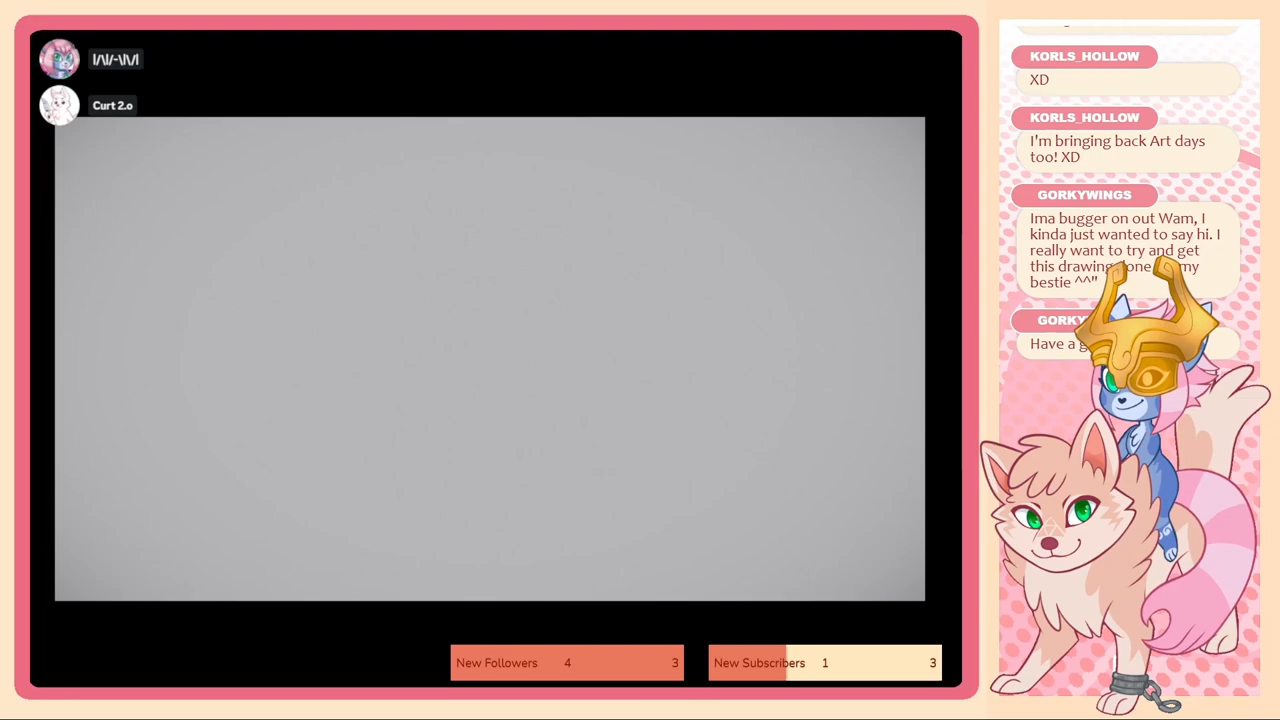 Curt 2.o
New Followers 4 3
New Subscribers 1 3
KORLS_HOLLOW
XD
KORLS_HOLLOW
I'm bringing back Art days
too! XD
GORKYWINGS
Ima bugger on out Wam, I
kinda just wanted to say hi. I
really want to try and get
this drawing my
bestie ^^"
Have a